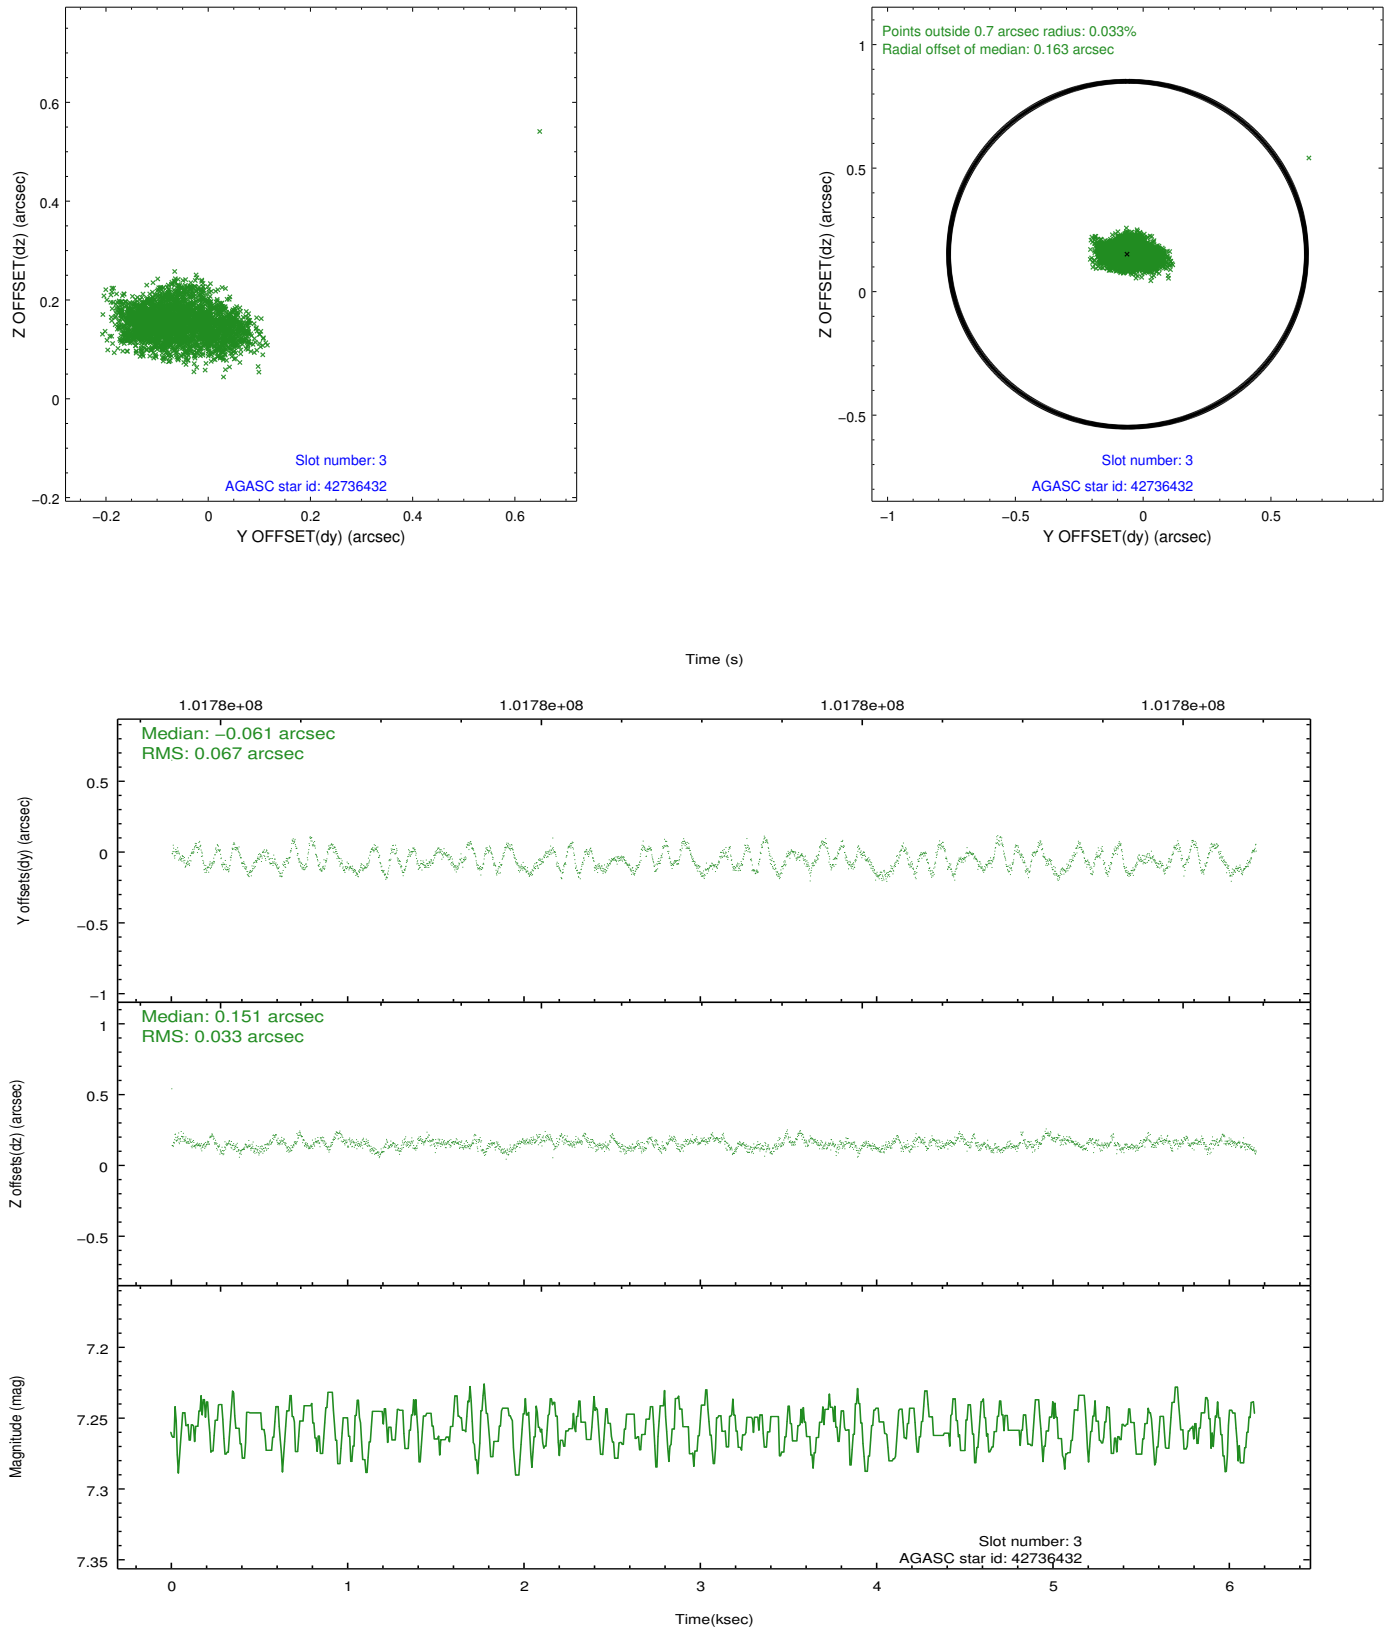 0.6
0.4
0.2
0
−0.2
Z OFFSET(dz) (arcsec)
Slot number: 3
AGASC star id: 42736432
−0.2 0 0.2 0.4 0.6
Y OFFSET(dy) (arcsec)
Points outside 0.7 arcsec radius: 0.033%
Radial offset of median: 0.163 arcsec
1
0.5
0
−0.5
Z OFFSET(dz) (arcsec)
Slot number: 3
AGASC star id: 42736432
−1 −0.5 0 0.5
Y OFFSET(dy) (arcsec)
Time (s)
1.0178e+08 1.0178e+08 1.0178e+08 1.0178e+08
Median: −0.061 arcsec
RMS: 0.067 arcsec
0.5
0
−0.5
−1
Y offsets(dy) (arcsec)
Median: 0.151 arcsec
RMS: 0.033 arcsec
1
0.5
0
−0.5
Z offsets(dz) (arcsec)
7.2
7.25
7.3
7.35
Magnitude (mag)
Slot number: 3
AGASC star id: 42736432
0 1 2 3 4 5 6
Time(ksec)